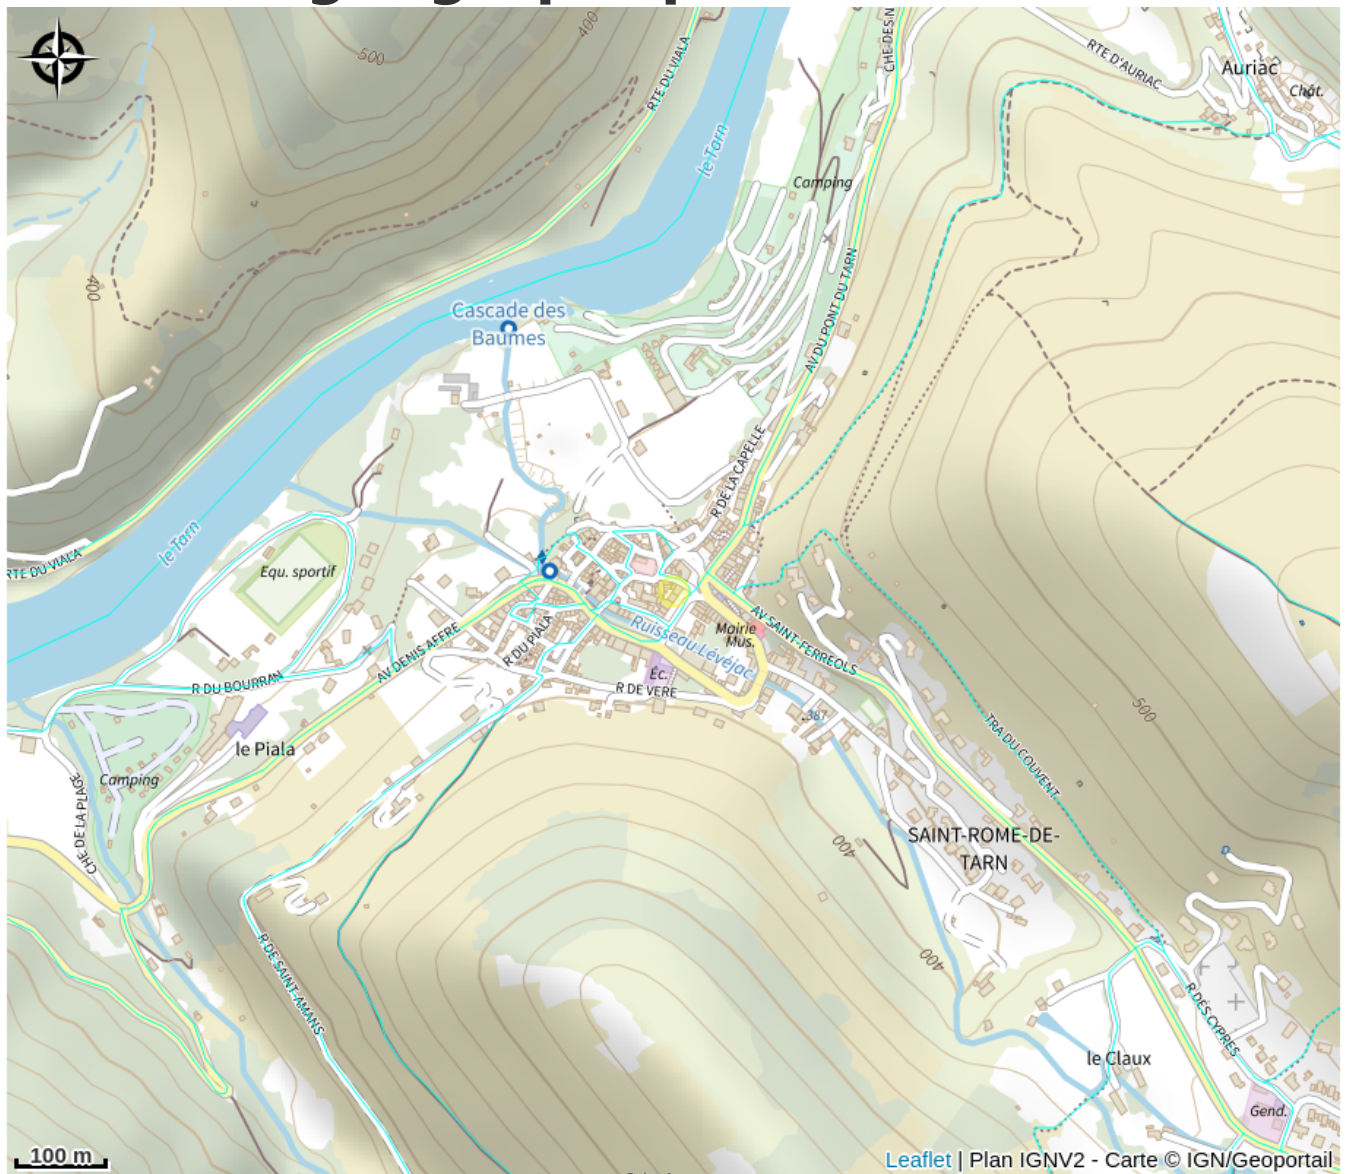 500
400
RTE DU VIALA
CHE DES N
RTE D'AURIAC
Auriac
Chât.
le Tarn
Camping
400
AV DU PONT DU TARN
Cascade des
Baumes
R DE LA CAPELLE
le Tarn
RTE DU VIALA
Equ. sportif
AV DENIS AFFRE
R DU PIALA
Ruisseau Lévéjac
Mairie
Mus.
AV SAINT-FERREOLS
Éc.
R DE VERE
R DU BOURRAN
.387
500
TRA DU COUVENT
le Piala
Camping
CHE DE LA PLAGE
400
SAINT-ROME-DE-
TARN
400
R DE SAINT-AMANS
R DES CYPRES
le Claux
Gend.
100 m
Leaflet | Plan IGNV2 - Carte © IGN/Geoportail